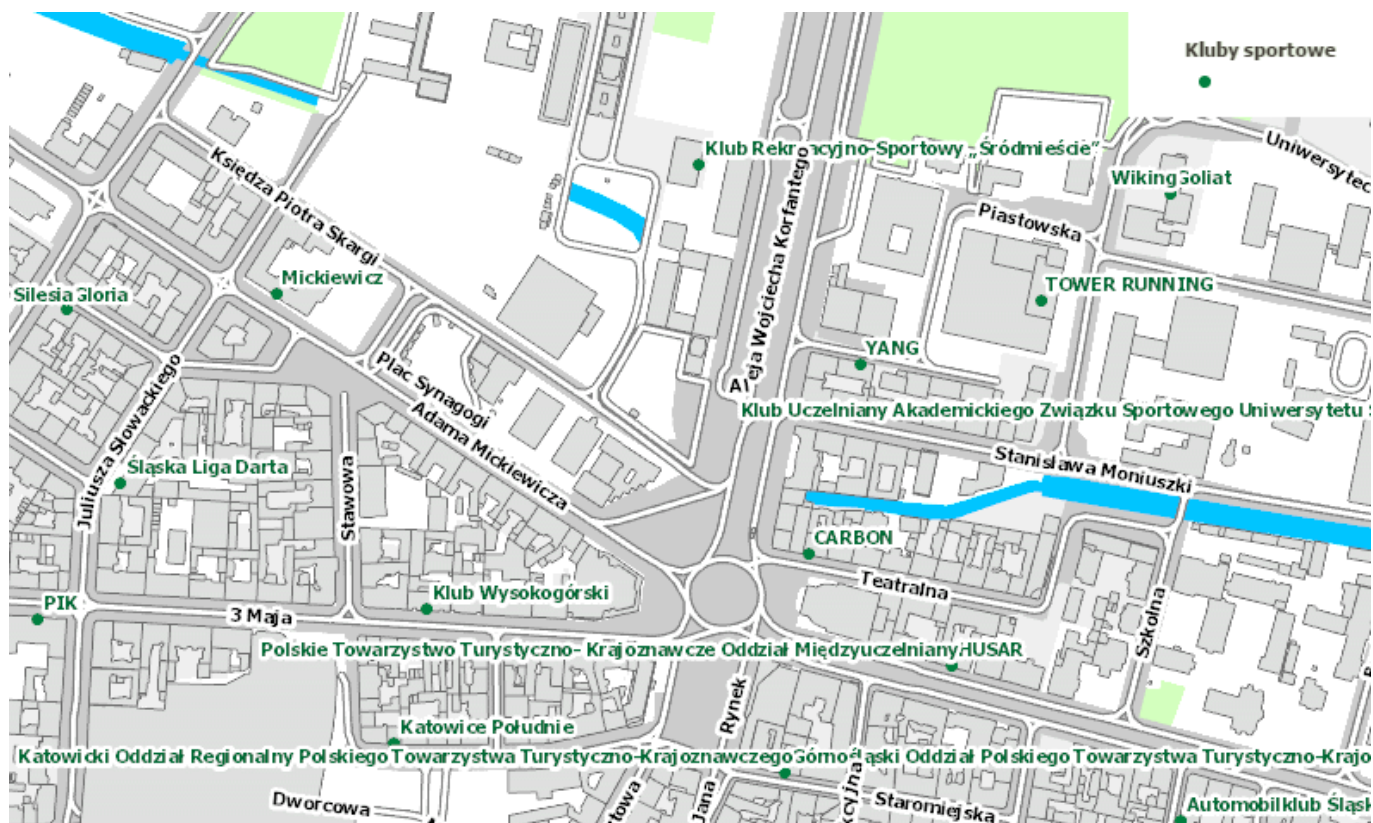 Kluby sportowe
Klub Rekreacyjno-Sportowy „Śródmieście”
Uniwersytec
Księdza Piotra Skargi
Aleja Wojciecha Korfantego
Wiking Goliat
Piastowska
Mickiewicz
TOWER RUNNING
Silesia Gloria
YANG
Plac Synagogi
Klub Uczelniany Akademickiego Związku Sportowego Uniwersytetu Ś
Adama Mickiewicza
Juliusza Słowackiego
Stanisława Moniuszki
Śląska Liga Darta
Stawowa
CARBON
Teatralna
Klub Wysokogórski
PIK
3 Maja
Szkolna
Polskie Towarzystwo Turystyczno- Krajoznawcze Oddział Międzyuczelniany HUSAR
Rynek
Katowice Południe
Katowicki Oddział Regionalny Polskiego Towarzystwa Turystyczno-Krajoznawczego Górnośląski Oddział Polskiego Towarzystwa Turystyczno-Krajo
Dworcowa
Jana
Staromiejska
Automobilklub Śląsk